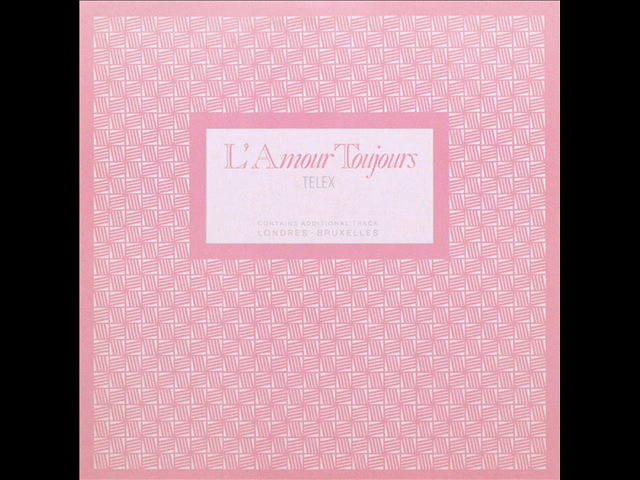 L'Amour Toujours
TELEX
CONTAINS ADDITIONAL TRACK
LONDRES - BRUXELLES